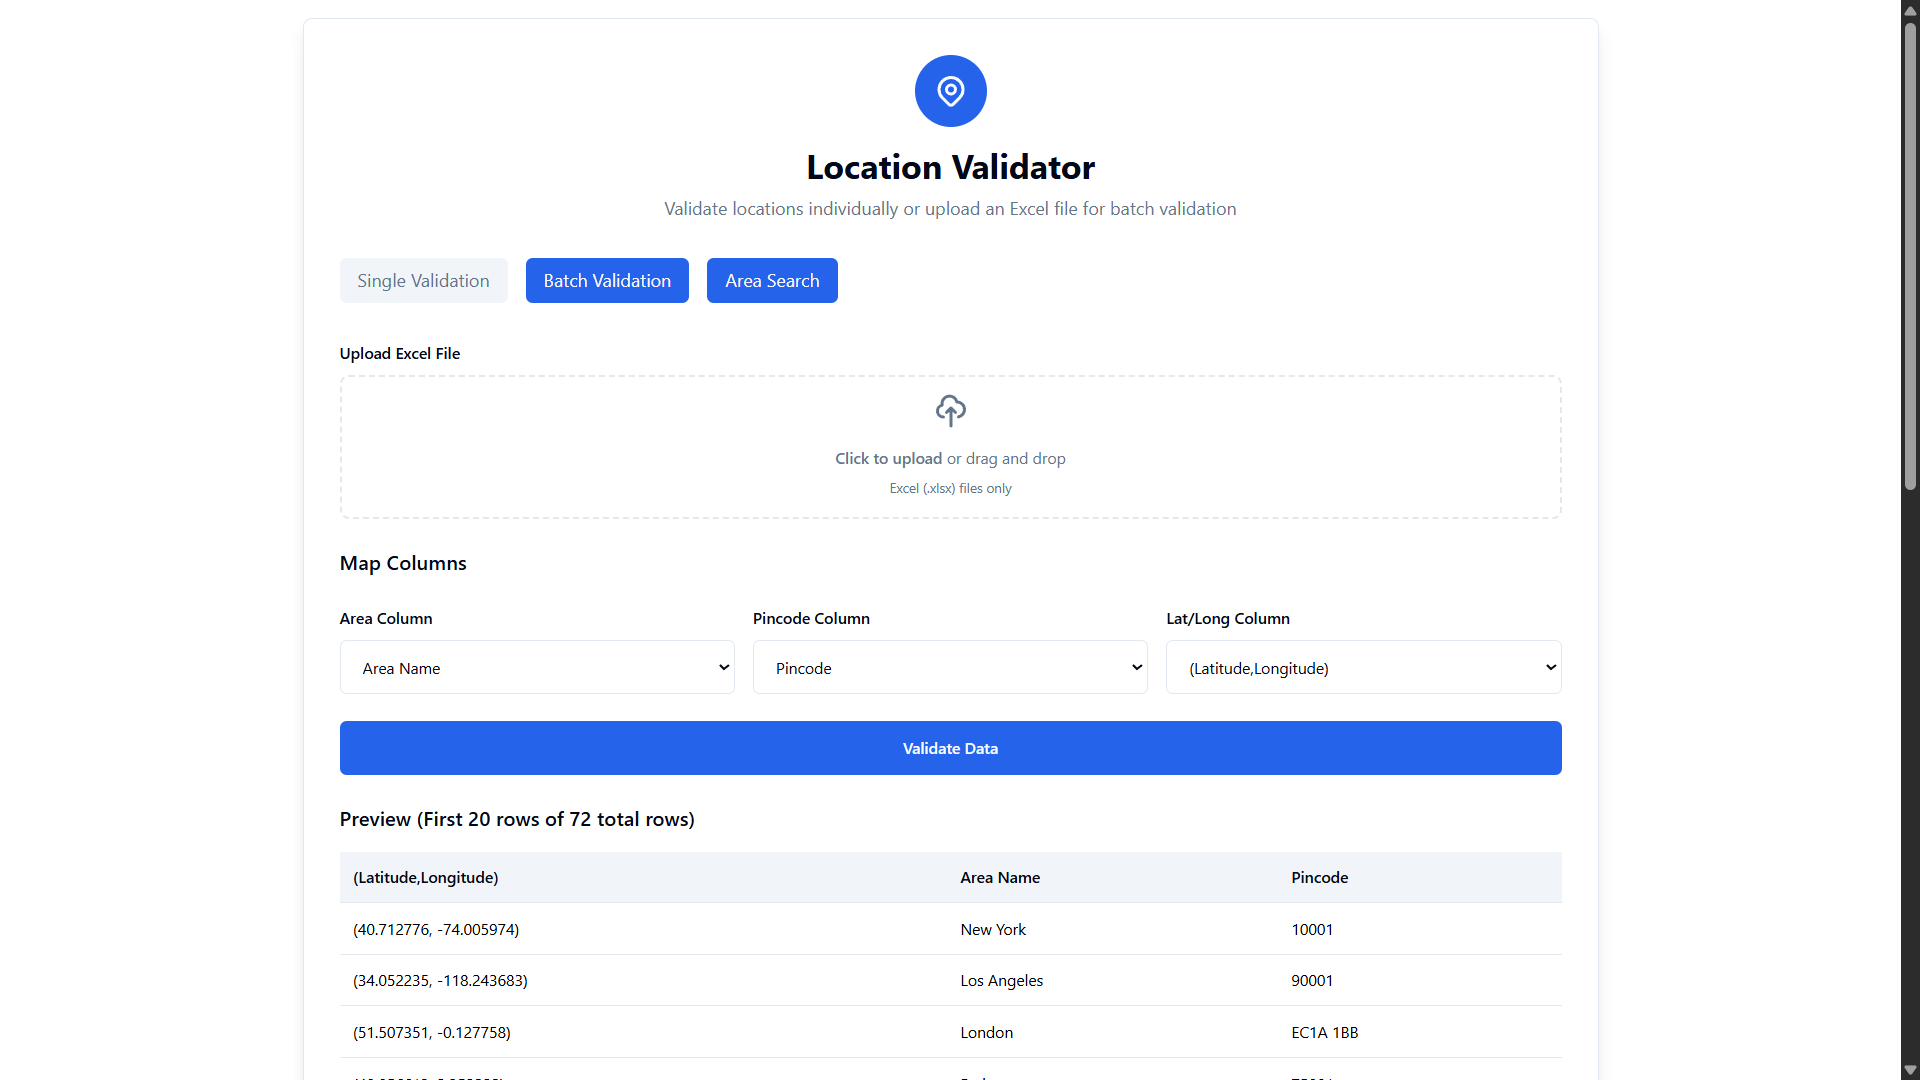 Location Validator
Validate locations individually or upload an Excel file for batch validation
Single Validation Batch Validation Area Search
Upload Excel File
Click to upload or drag and drop
Excel (.xlsx) files only
Map Columns
Area Column Pincode Column Lat/Long Column
Area Name Pincode (Latitude,Longitude)
Validate Data
Preview (First 20 rows of 72 total rows)
(Latitude,Longitude) Area Name Pincode
(40.712776, -74.005974) New York 10001
(34.052235, -118.243683) Los Angeles 90001
(51.507351, -0.127758) London EC1A 1BB